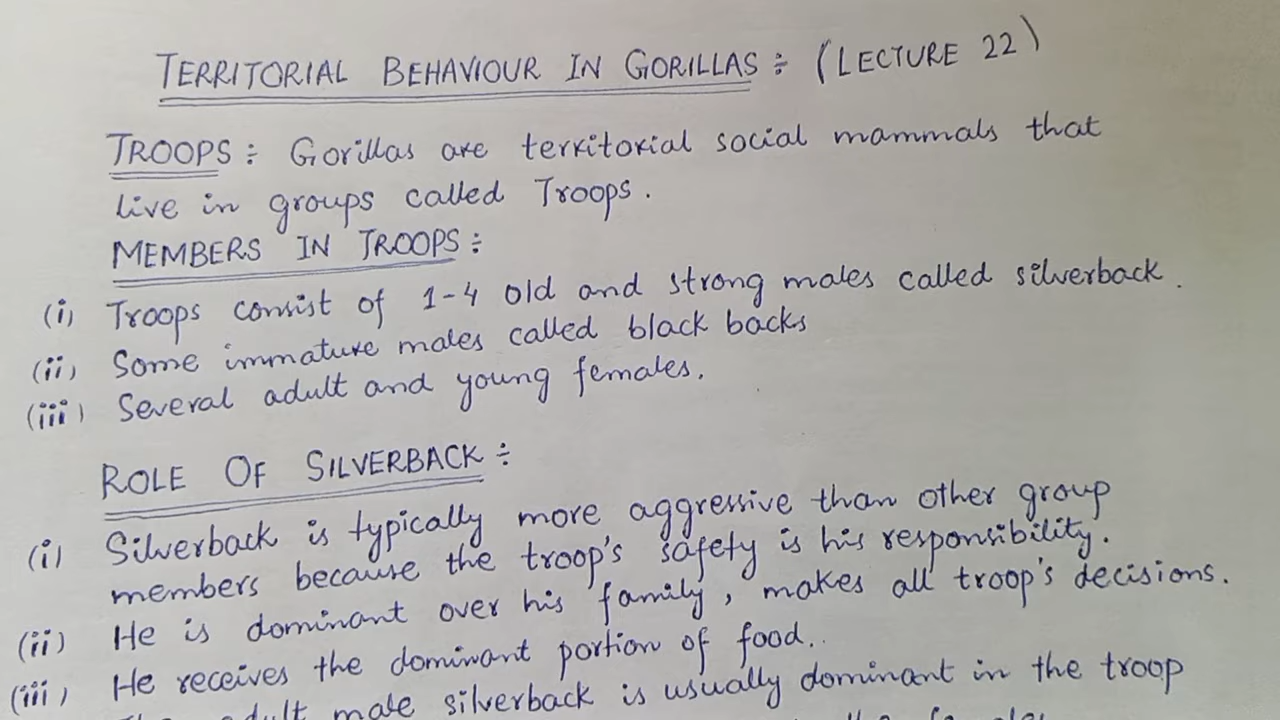 TERRITORIAL BEHAVIOUR IN GORILLAS ÷ (LECTURE 22)
TROOPS ÷ Gorillas are territorial social mammals that
live in groups called Troops.
MEMBERS IN TROOPS ÷
(i) Troops consist of 1-4 old and strong males called silverback.
(ii) Some immature males called black backs
(iii) Several adult and young females.
ROLE OF SILVERBACK ÷
(i) Silverback is typically more aggressive than other group
members because the troop's safety is his responsibility.
(ii) He is dominant over his family, makes all troop's decisions.
(iii) He receives the dominant portion of food..
adult male silverback is usually dominant in the troop